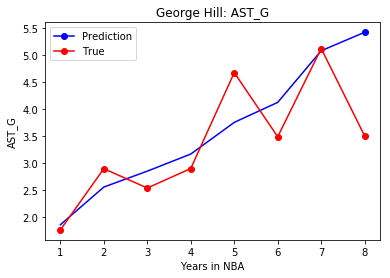 George Hill: AST_G
Prediction
True
AST_G
5.5
5.0
4.5
4.0
3.5
3.0
2.5
2.0
1 2 3 4 5 6 7 8
Years in NBA